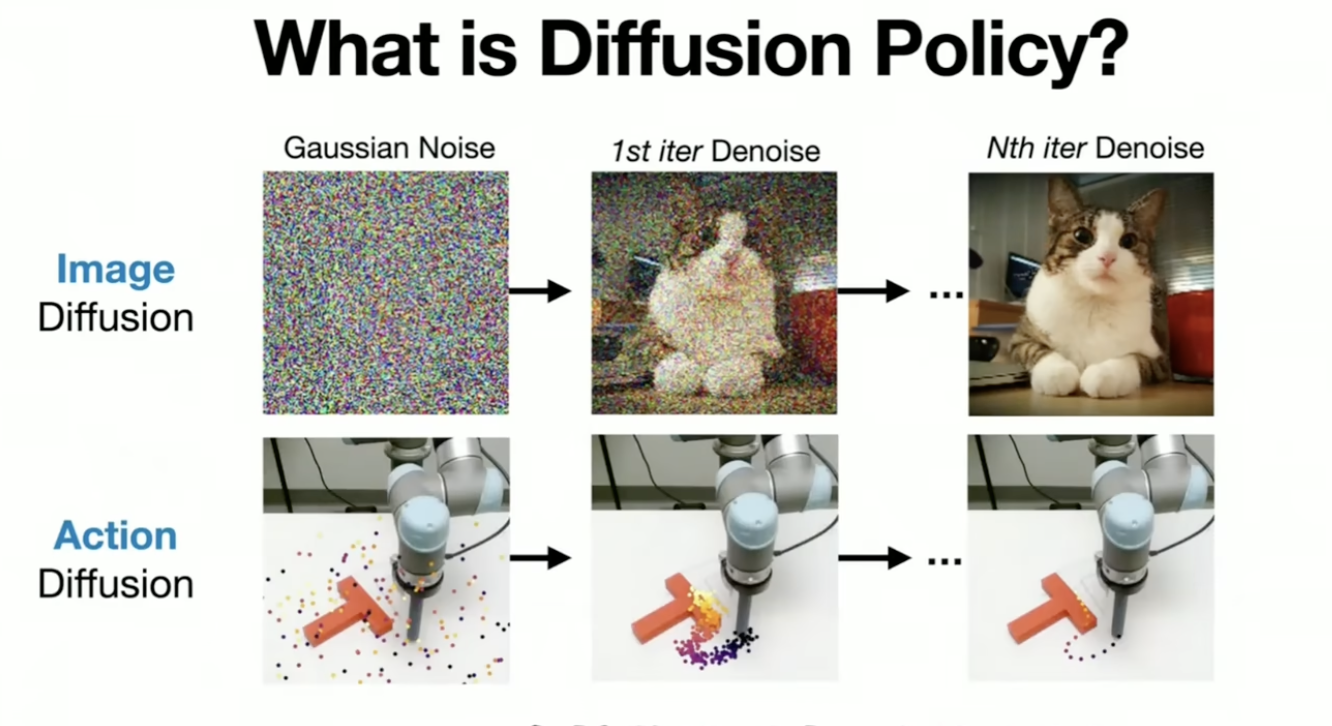 What is Diffusion Policy?
Gaussian Noise
1st iter Denoise
Nth iter Denoise
Image
Diffusion
...
Action
Diffusion
...